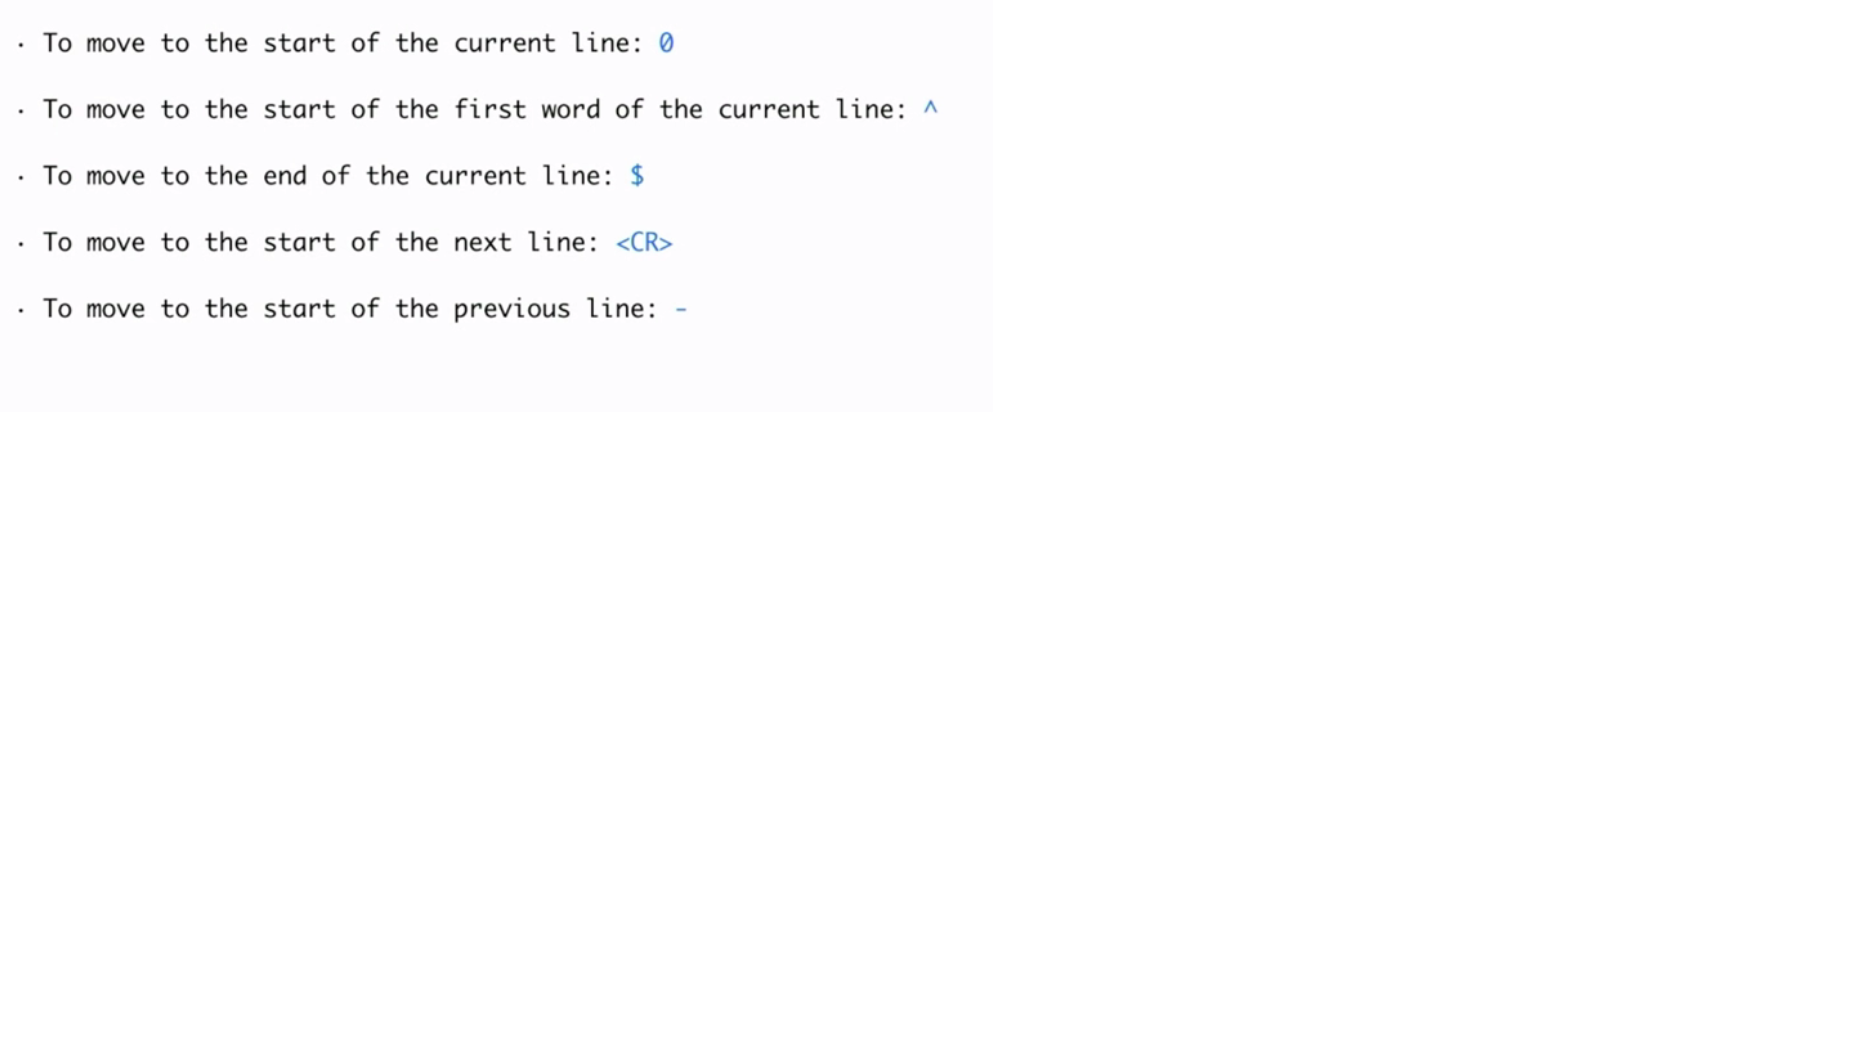 · To move to the start of the current line: 0
· To move to the start of the first word of the current line: ^
· To move to the end of the current line: $
· To move to the start of the next line: <CR>
· To move to the start of the previous line: -